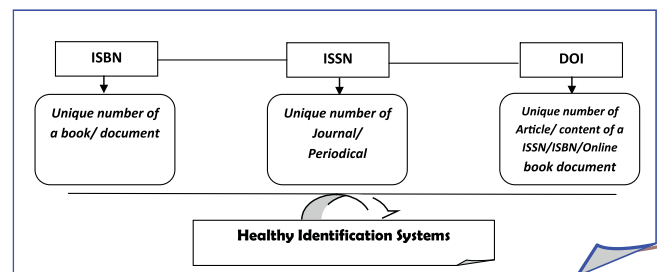 ISBN
ISSN
DOI
Unique number of
a book/ document
Unique number of
Journal/
Periodical
Unique number of
Article/ content of a
ISSN/ISBN/Online
book document
Healthy Identification Systems